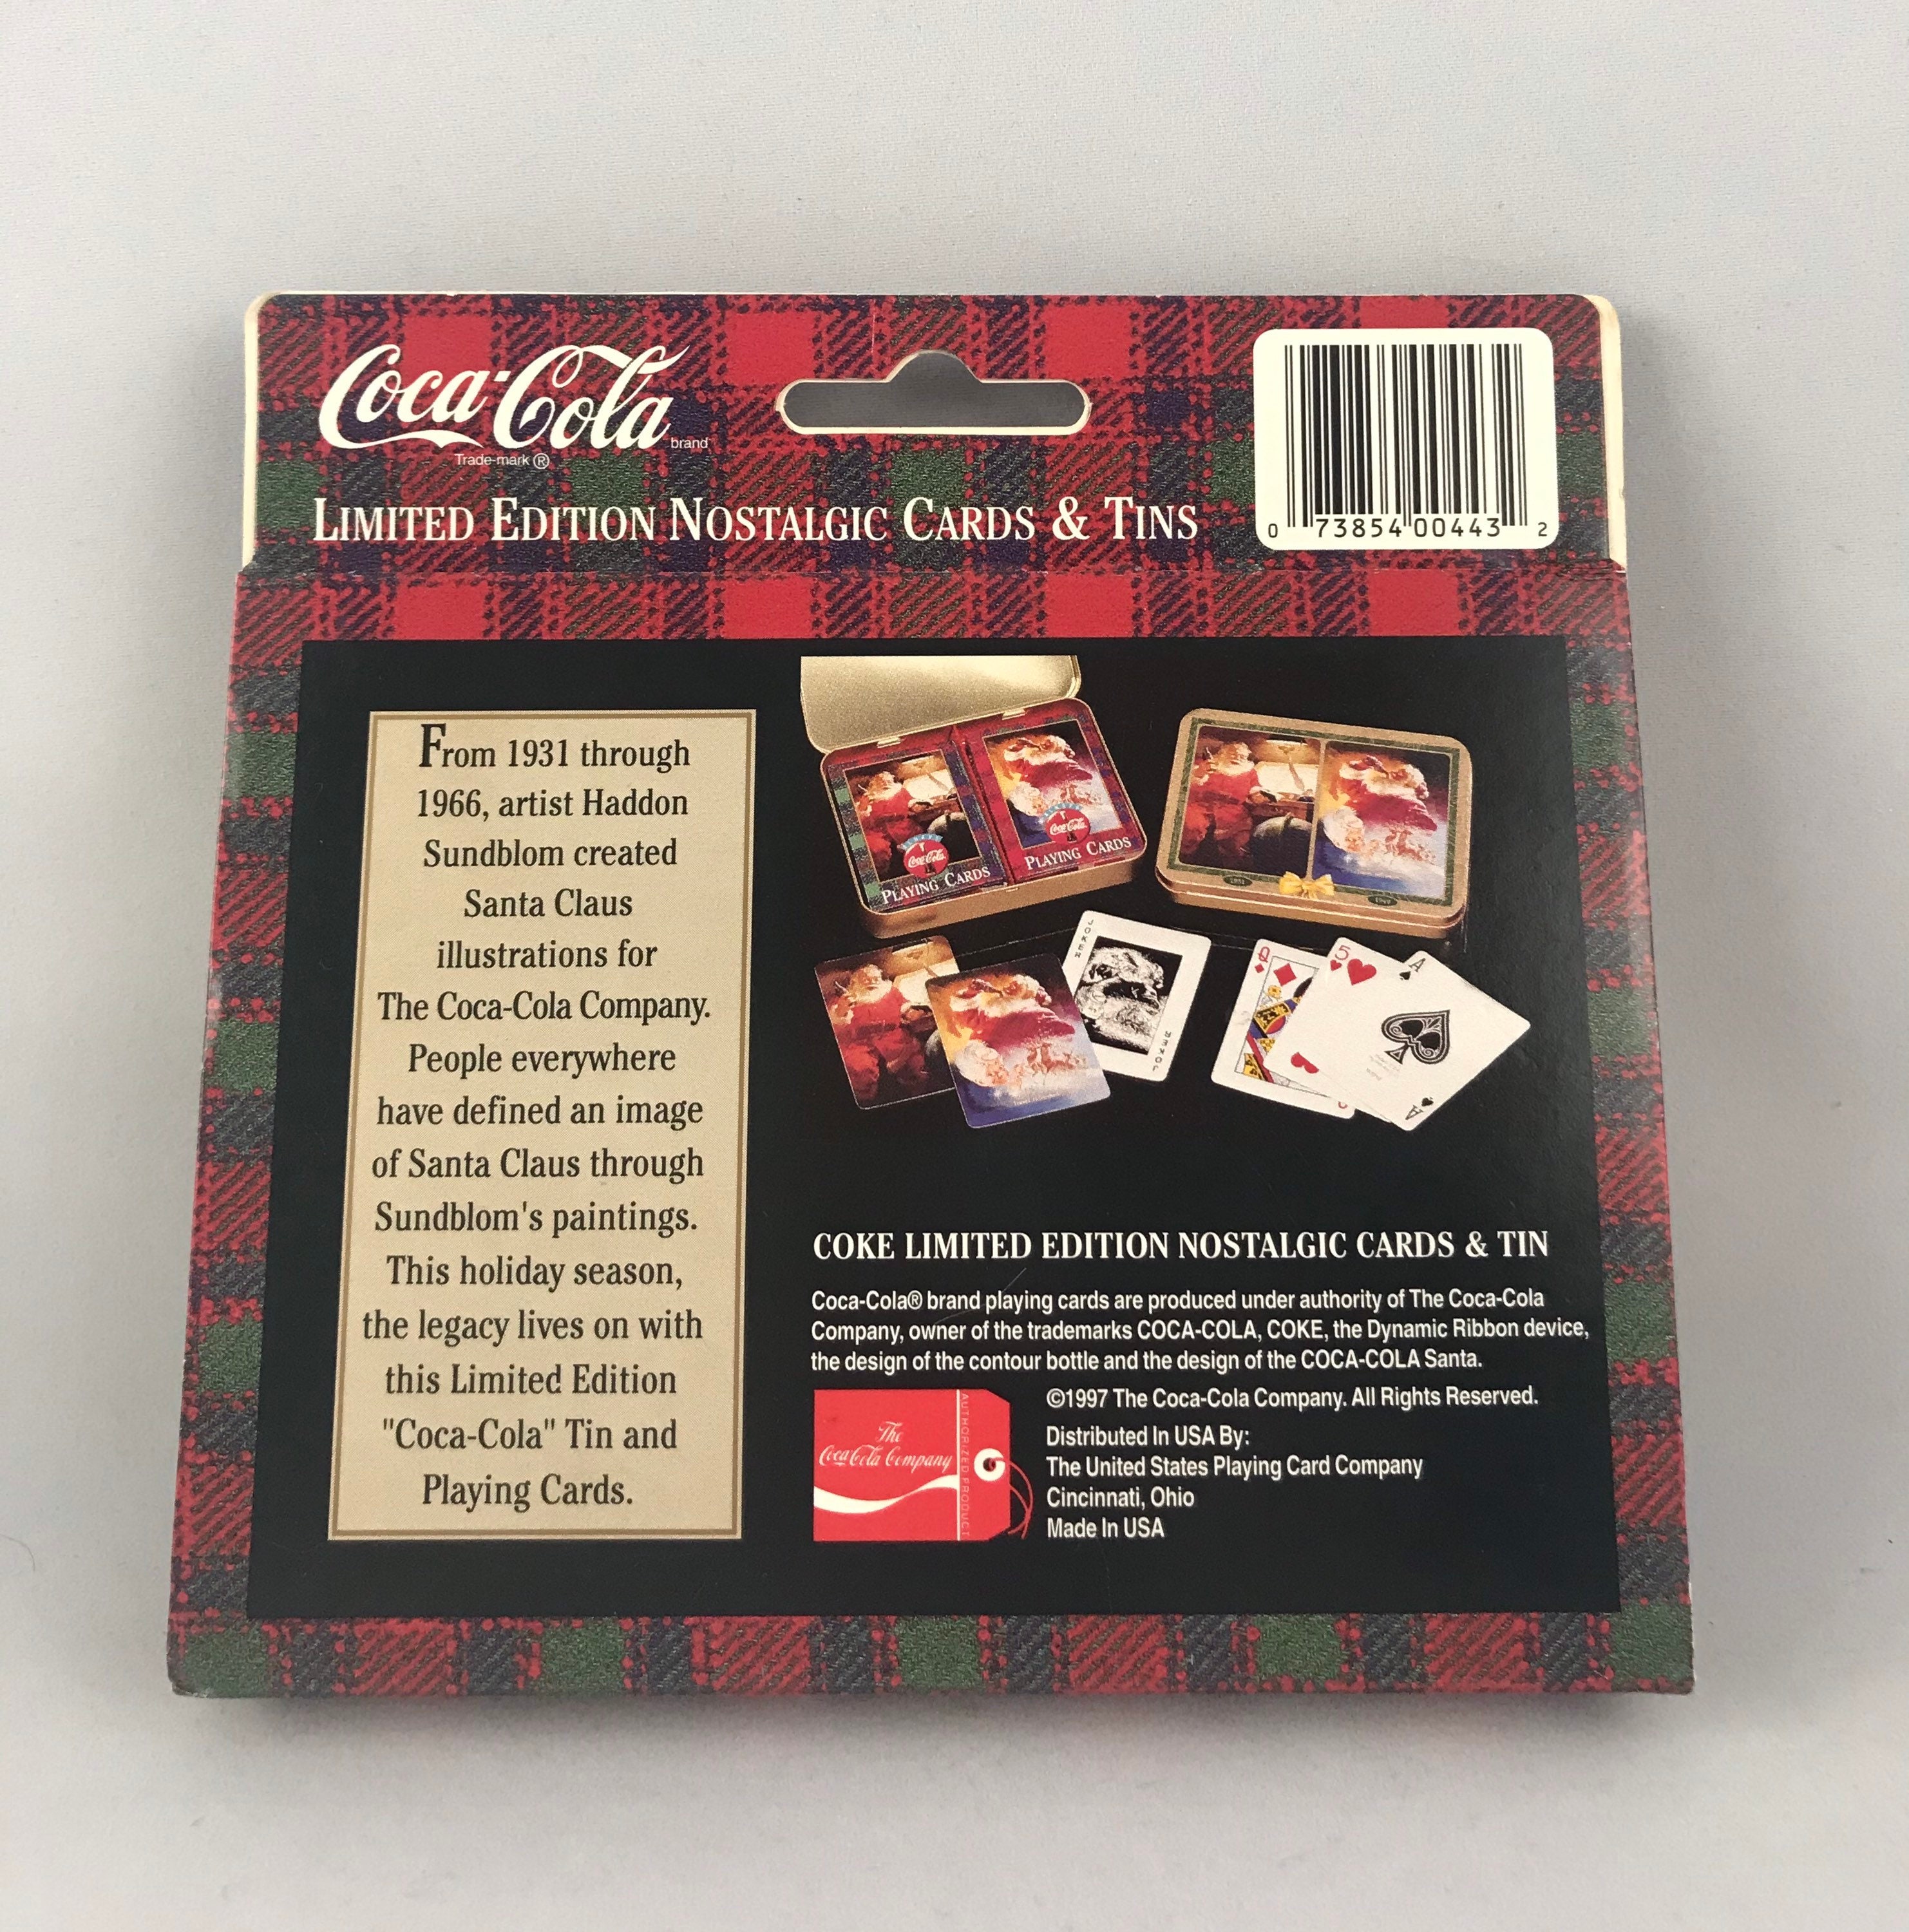 Coca-Cola
brand
Trade-mark ®
LIMITED EDITION NOSTALGIC CARDS & TINS
0 73854 00443 2
From 1931 through
1966, artist Haddon
Sundblom created
Santa Claus
illustrations for
The Coca-Cola Company.
People everywhere
have defined an image
of Santa Claus through
Sundblom's paintings.
This holiday season,
the legacy lives on with
this Limited Edition
"Coca-Cola" Tin and
Playing Cards.
Coca-Cola
PLAYING CARDS
Coca-Cola
PLAYING CARDS
JOKER
JOKER
Q
5
A
A
COKE LIMITED EDITION NOSTALGIC CARDS & TIN
Coca-Cola® brand playing cards are produced under authority of The Coca-Cola
Company, owner of the trademarks COCA-COLA, COKE, the Dynamic Ribbon device,
the design of the contour bottle and the design of the COCA-COLA Santa.
The
Coca-Cola Company
AUTHORIZED PRODUCT
©1997 The Coca-Cola Company. All Rights Reserved.
Distributed In USA By:
The United States Playing Card Company
Cincinnati, Ohio
Made In USA